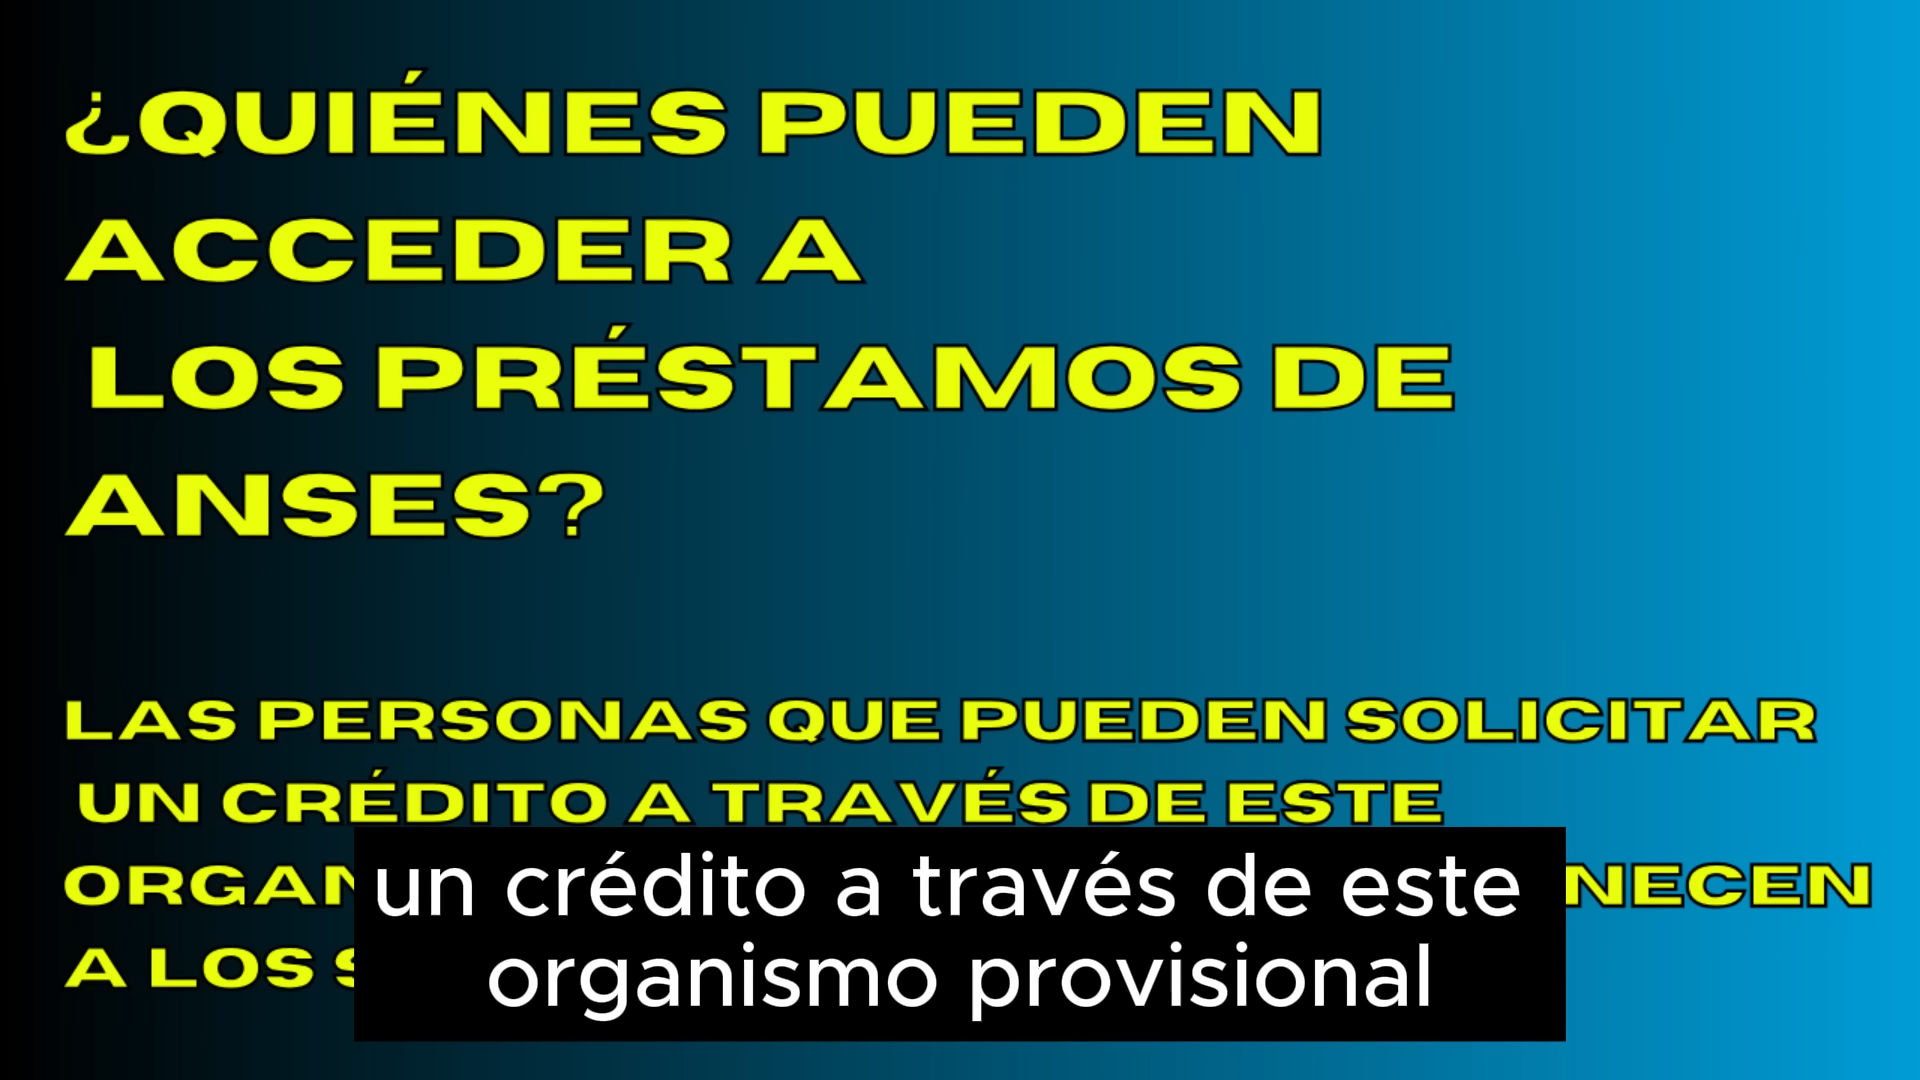 ¿QUIÉNES PUEDEN
ACCEDER A
LOS PRÉSTAMOS DE
ANSES?
LAS PERSONAS QUE PUEDEN SOLICITAR
UN CRÉDITO A TRAVÉS DE ESTE
A LOS
un crédito a través de este
organismo provisional